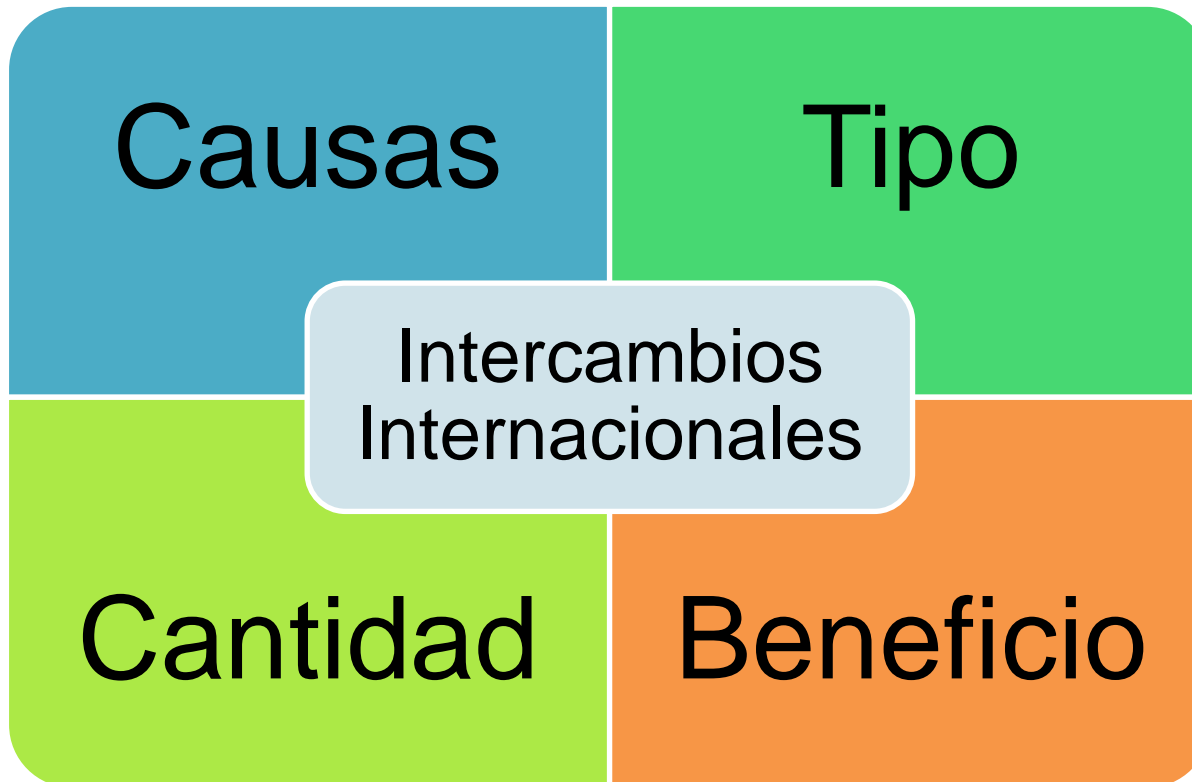 Causas
Tipo
Intercambios
Internacionales
Cantidad
Beneficio